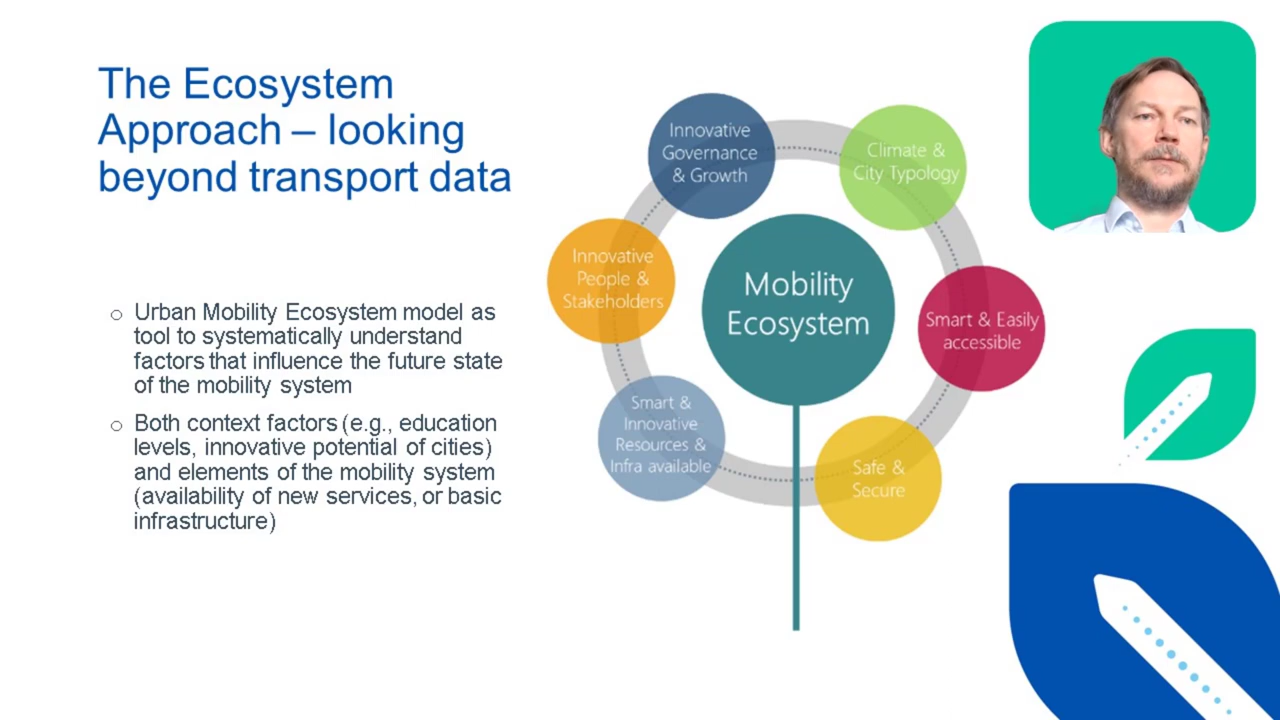 The Ecosystem
Approach – looking
beyond transport data
o Urban Mobility Ecosystem model as
tool to systematically understand
factors that influence the future state
of the mobility system
o Both context factors (e.g., education
levels, innovative potential of cities)
and elements of the mobility system
(availability of new services, or basic
infrastructure)
Innovative
Governance
& Growth
Climate &
City Typology
Innovative
People &
Stakeholders
Mobility
Ecosystem
Smart & Easily
accessible
Smart &
Innovative
Resources &
Infra available
Safe &
Secure